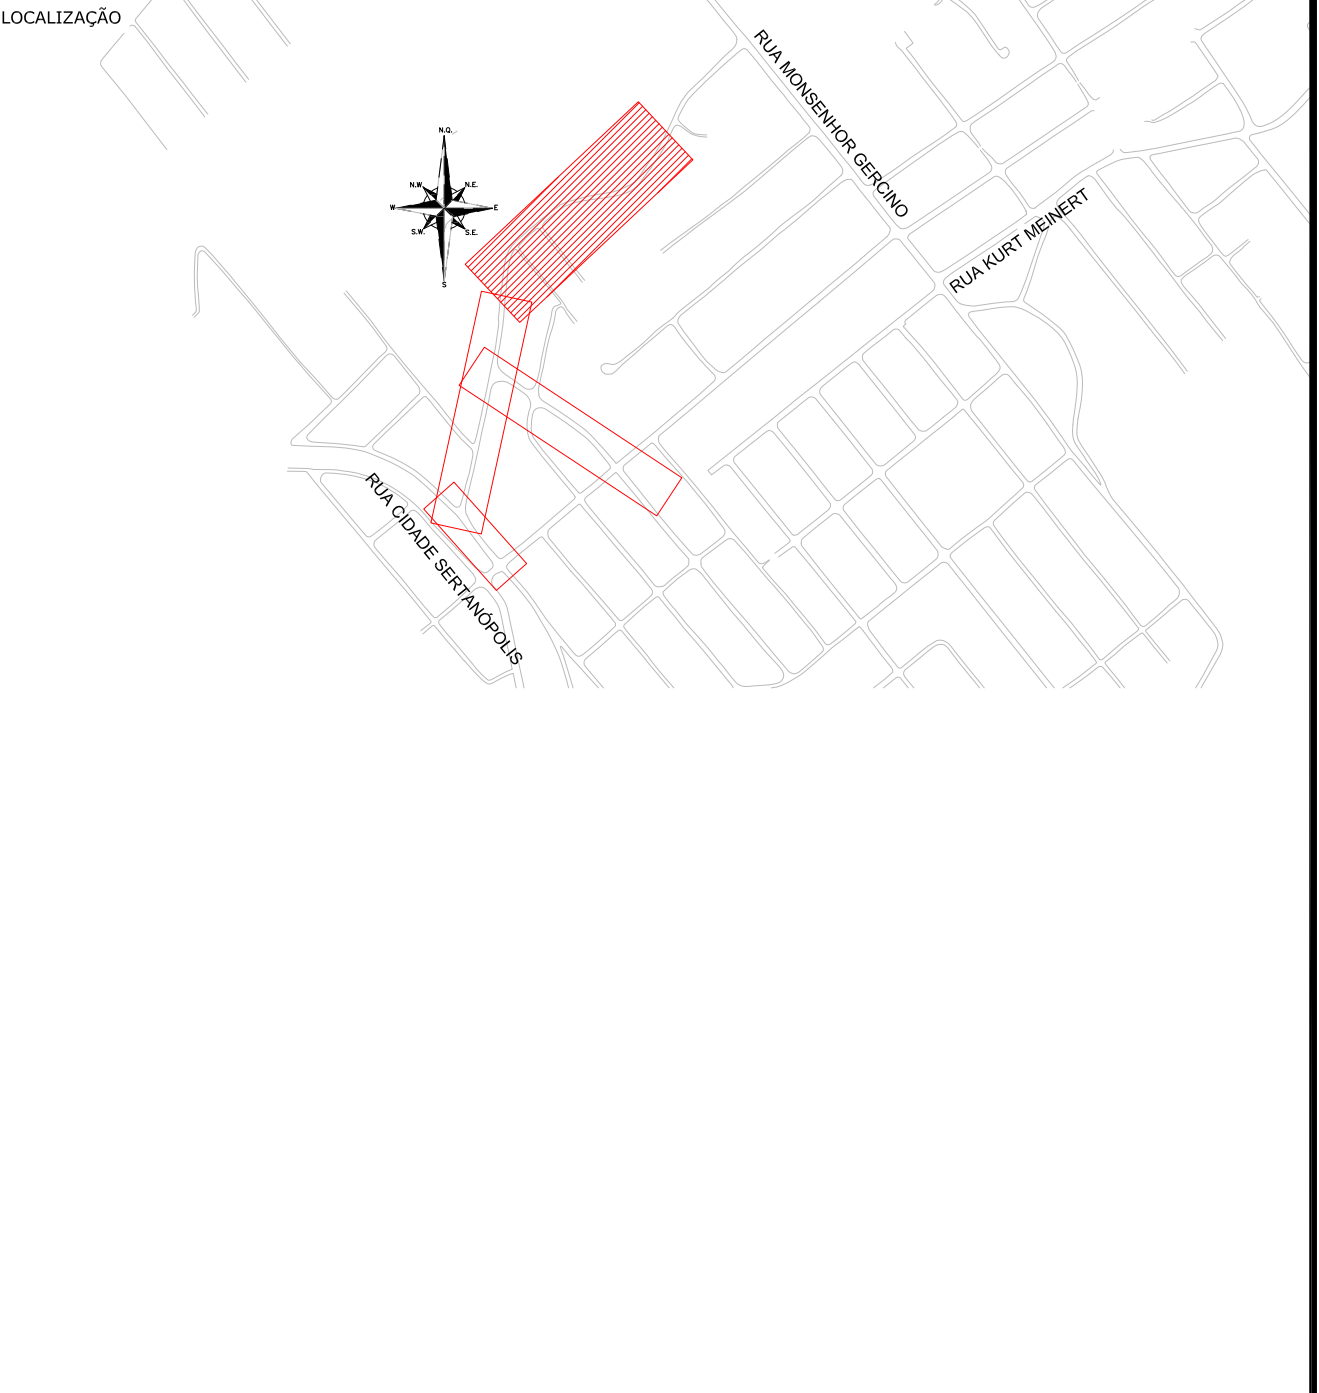 LOCALIZAÇÃO
RUA MONSENHOR GERCINO
N.Q.
N.W.
N.E.
W
E
S.W.
S.E.
S
RUA KURT MEINERT
RUA CIDADE SERTANÓPOLIS